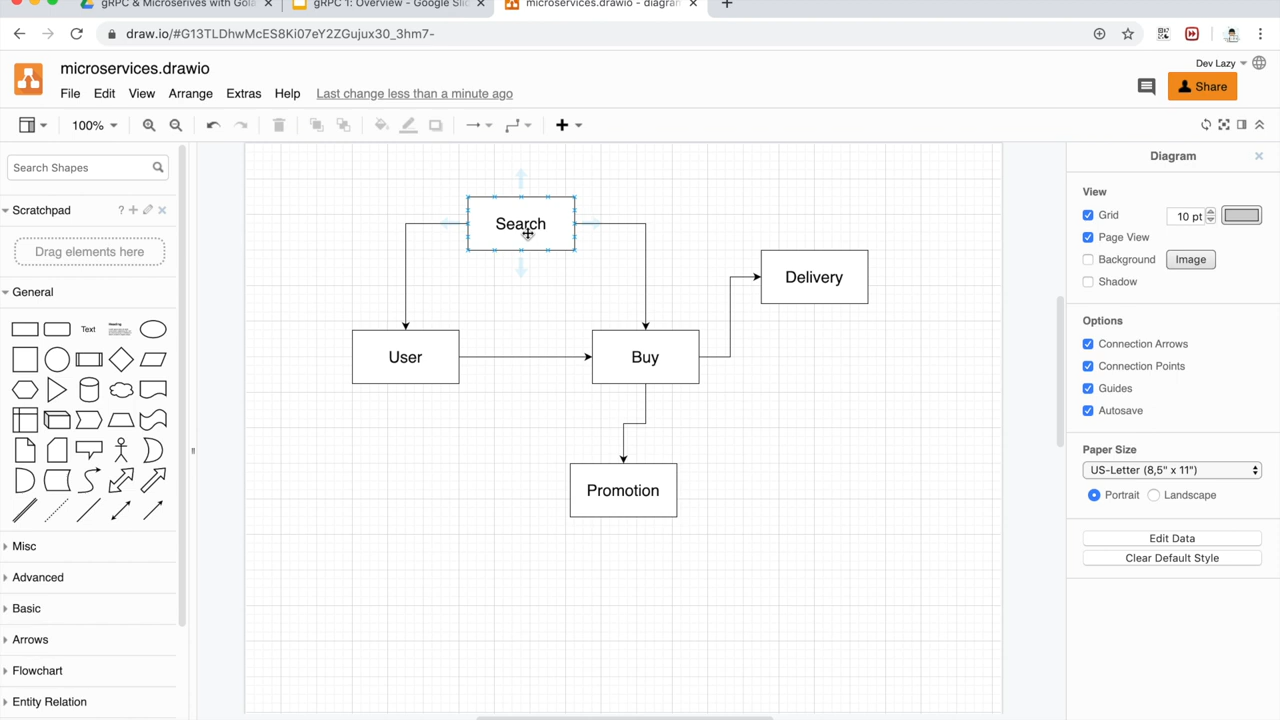 gRPC & Microserives with Gola
gRPC 1: Overview - Google Slid
microservices.drawio - diagram
draw.io/#G13TLDhwMcES8Ki07eY2ZGujux30_3hm7-
microservices.drawio
Dev Lazy
File Edit View Arrange Extras Help Last change less than a minute ago
Share
100%
Search Shapes
Scratchpad
?
Drag elements here
General
Text
Heading
Misc
Advanced
Basic
Arrows
Flowchart
Entity Relation
Search
Delivery
User
Buy
Promotion
Diagram
View
Grid
10 pt
Page View
Background
Image
Shadow
Options
Connection Arrows
Connection Points
Guides
Autosave
Paper Size
US-Letter (8,5" x 11")
Portrait
Landscape
Edit Data
Clear Default Style